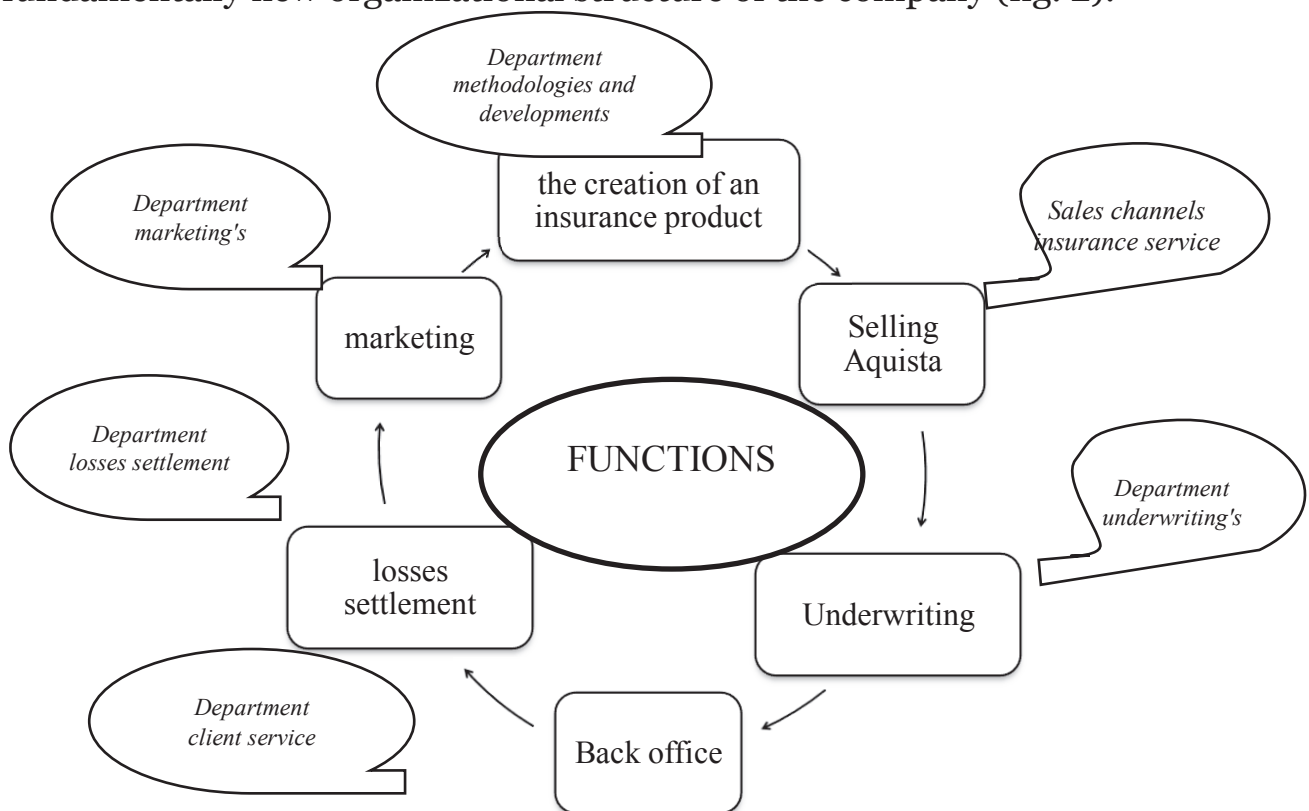 fundamentally new organizational structure of the company (fig. 2).
Department
methodologies and
developments
the creation of an
insurance product
Department
marketing's
Sales channels
insurance service
marketing
Selling
Aquista
Department
losses settlement
FUNCTIONS
Department
underwriting's
losses
settlement
Underwriting
Department
client service
Back office